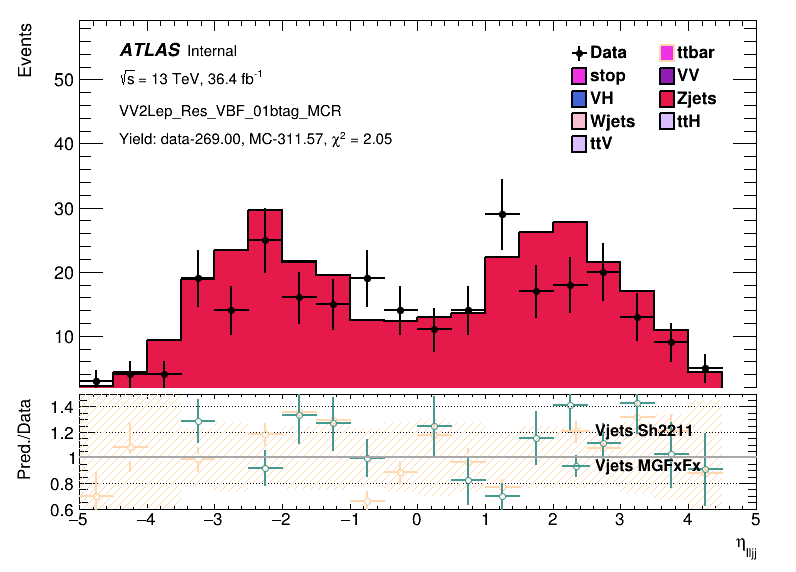 Events
ATLAS Internal
√s = 13 TeV, 36.4 fb⁻¹
VV2Lep_Res_VBF_01btag_MCR
Yield: data-269.00, MC-311.57, χ² = 2.05
Data ttbar
stop VV
VH Zjets
Wjets ttH
ttV
50
40
30
20
10
Pred./Data
1.4
1.2
1
0.8
0.6
Vjets Sh2211
Vjets MGFxFx
−5 −4 −3 −2 −1 0 1 2 3 4 5
η_lljj